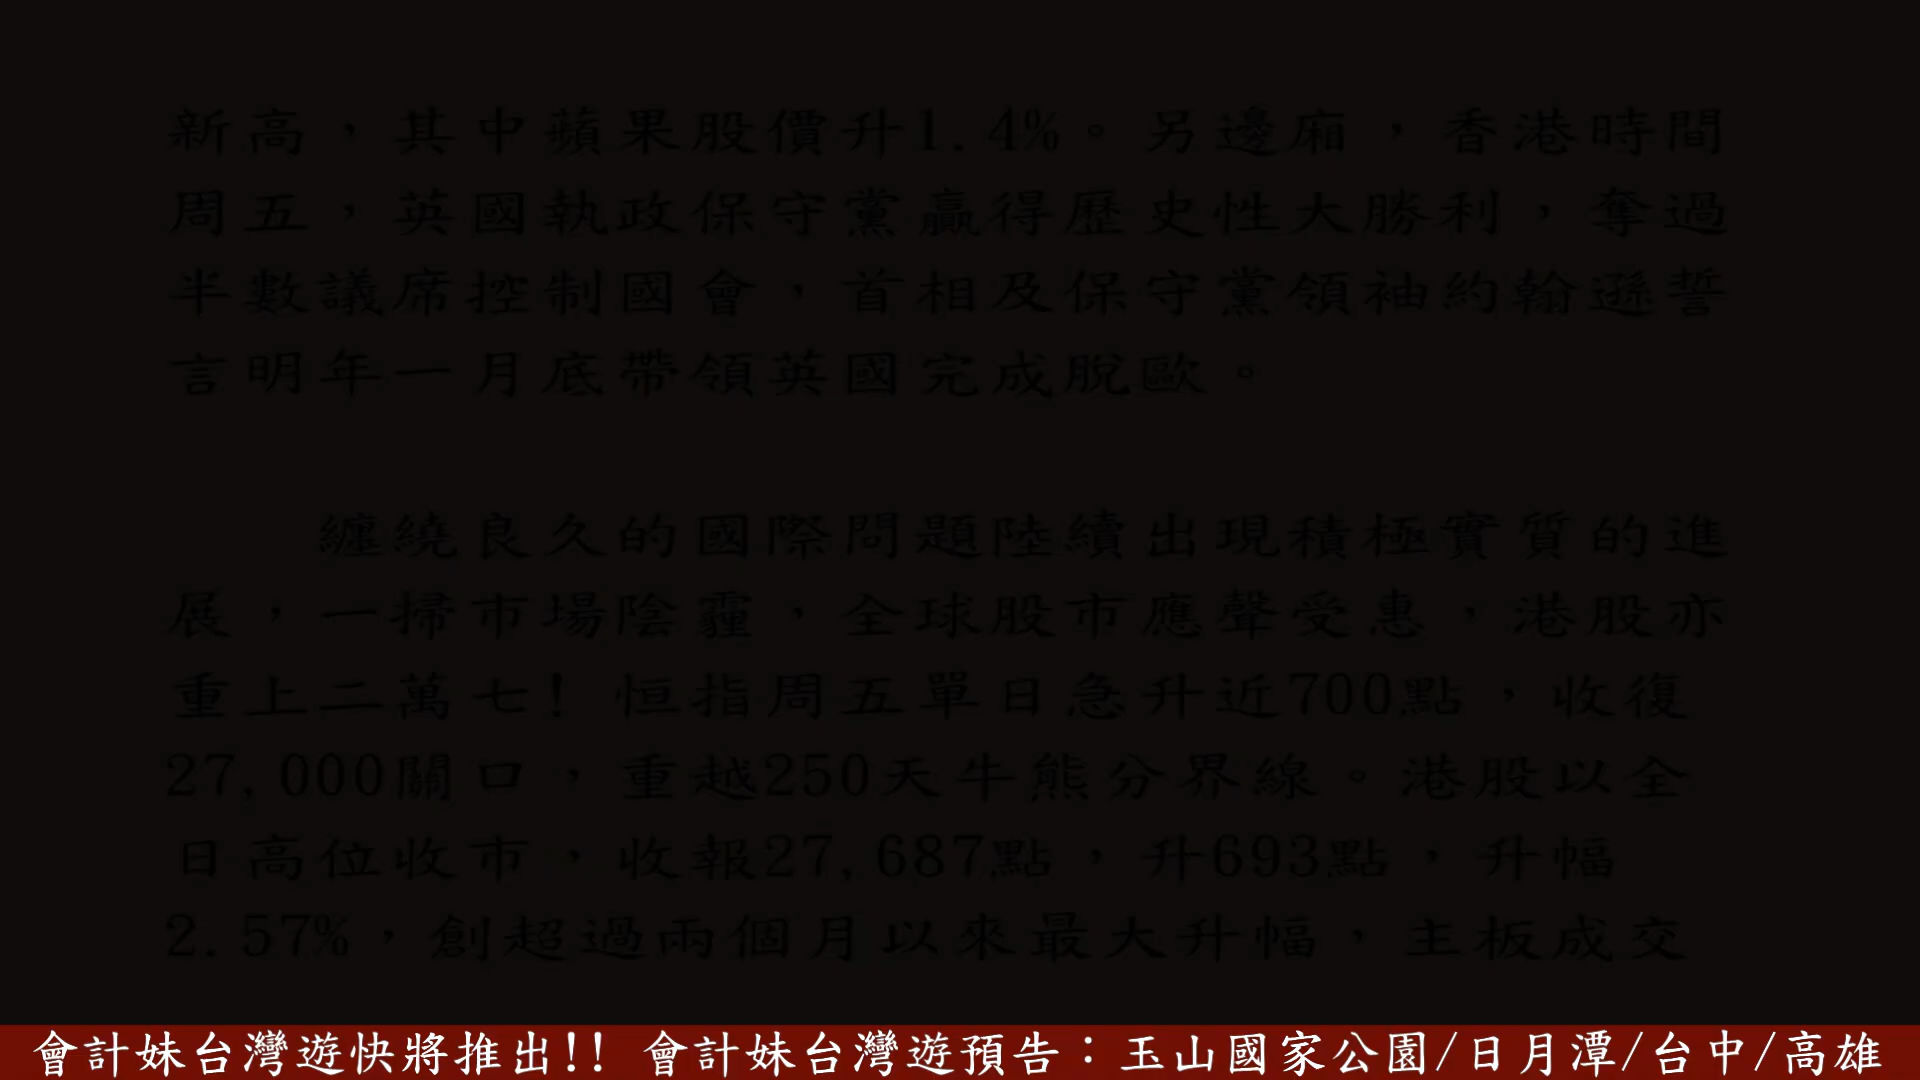 新高，其中蘋果股價升1.4%。另邊廂，香港時間
周五，英國執政保守黨贏得歷史性大勝利，奪過
半數議席控制國會，首相及保守黨領袖約翰遜誓
言明年一月底帶領英國完成脫歐。
纏繞良久的國際問題陸續出現積極實質的進
展，一掃市場陰霾，全球股市應聲受惠，港股亦
重上二萬七！恒指周五單日急升近700點，收復
27,000關口，重越250天牛熊分界線。港股以全
日高位收市，收報27,687點，升693點，升幅
2.57%，創超過兩個月以來最大升幅，主板成交
會計妹台灣遊快將推出!! 會計妹台灣遊預告：玉山國家公園/日月潭/台中/高雄